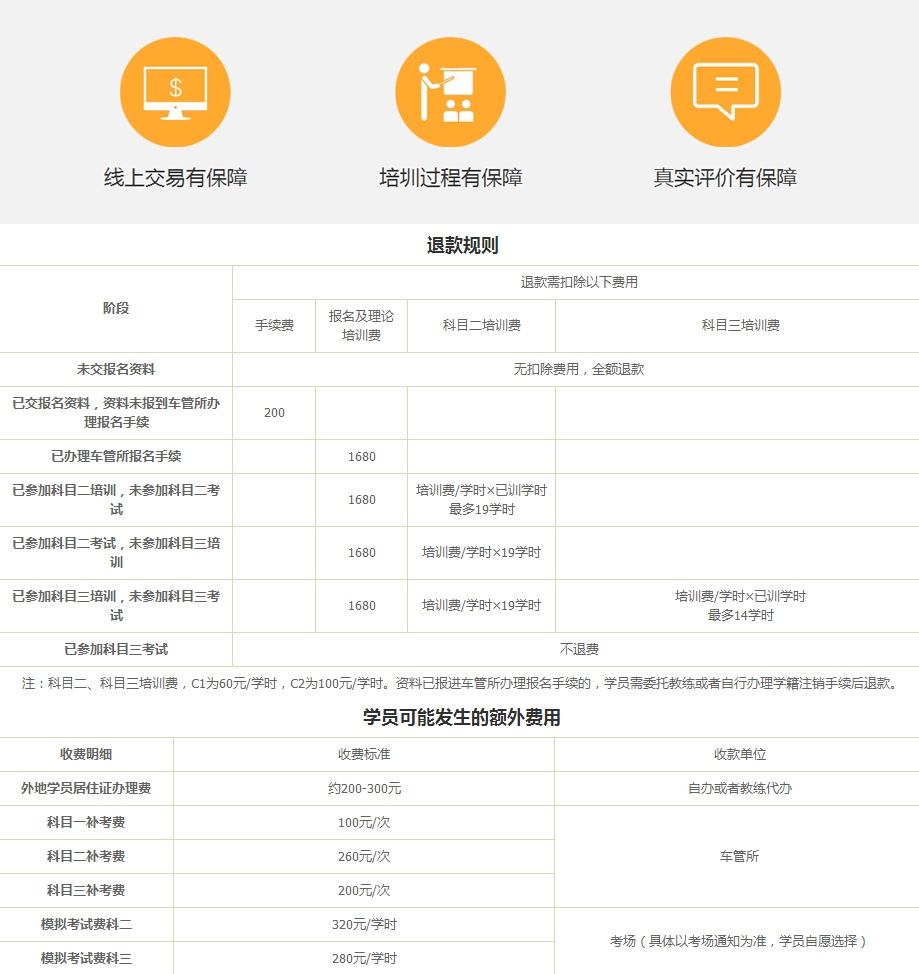 $
线上交易有保障
培训过程有保障
真实评价有保障
退款规则
阶段
退款需扣除以下费用
手续费
报名及理论
培训费
科目二培训费
科目三培训费
未交报名资料
无扣除费用，全额退款
已交报名资料，资料未报到车管所办
理报名手续
200
已办理车管所报名手续
1680
已参加科目二培训，未参加科目二考
试
1680
培训费/学时×已训学时
最多19学时
已参加科目二考试，未参加科目三培
训
1680
培训费/学时×19学时
已参加科目三培训，未参加科目三考
试
1680
培训费/学时×19学时
培训费/学时×已训学时
最多14学时
已参加科目三考试
不退费
注：科目二、科目三培训费，C1为60元/学时，C2为100元/学时。资料已报进车管所办理报名手续的，学员需委托教练或者自行办理学籍注销手续后退款。
学员可能发生的额外费用
收费明细
收费标准
收款单位
外地学员居住证办理费
约200-300元
自办或者教练代办
科目一补考费
100元/次
科目二补考费
260元/次
车管所
科目三补考费
200元/次
模拟考试费科二
320元/学时
考场（具体以考场通知为准，学员自愿选择）
模拟考试费科三
280元/学时